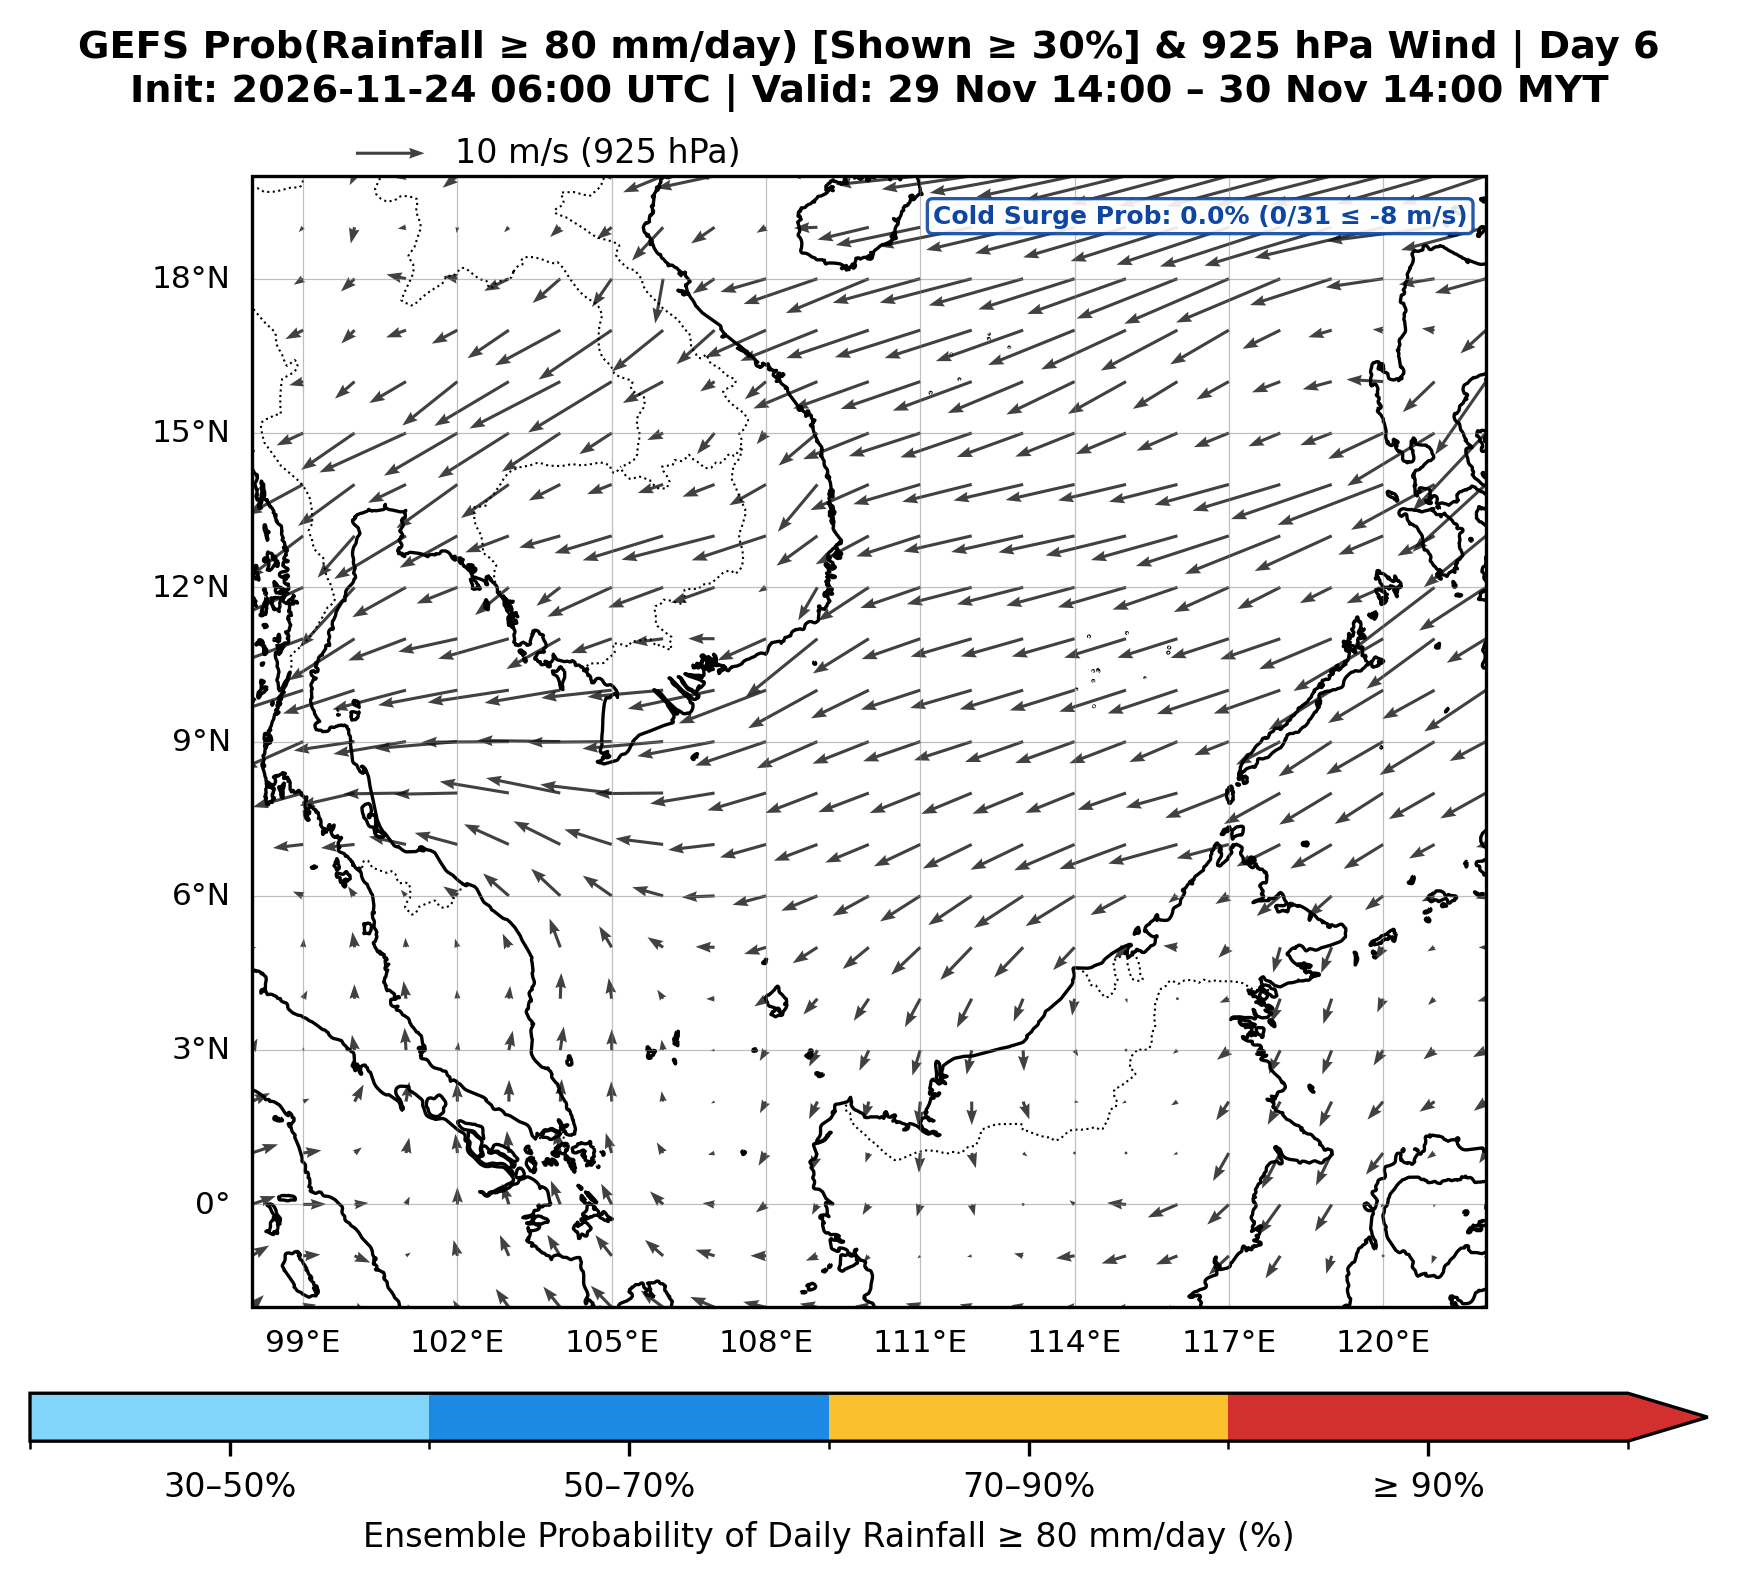 GEFS Prob(Rainfall ≥ 80 mm/day) [Shown ≥ 30%] & 925 hPa Wind | Day 6
Init: 2026-11-24 06:00 UTC | Valid: 29 Nov 14:00 – 30 Nov 14:00 MYT
10 m/s (925 hPa)
Cold Surge Prob: 0.0% (0/31 ≤ -8 m/s)
18°N
15°N
12°N
9°N
6°N
3°N
0°
99°E 102°E 105°E 108°E 111°E 114°E 117°E 120°E
30–50% 50–70% 70–90% ≥ 90%
Ensemble Probability of Daily Rainfall ≥ 80 mm/day (%)